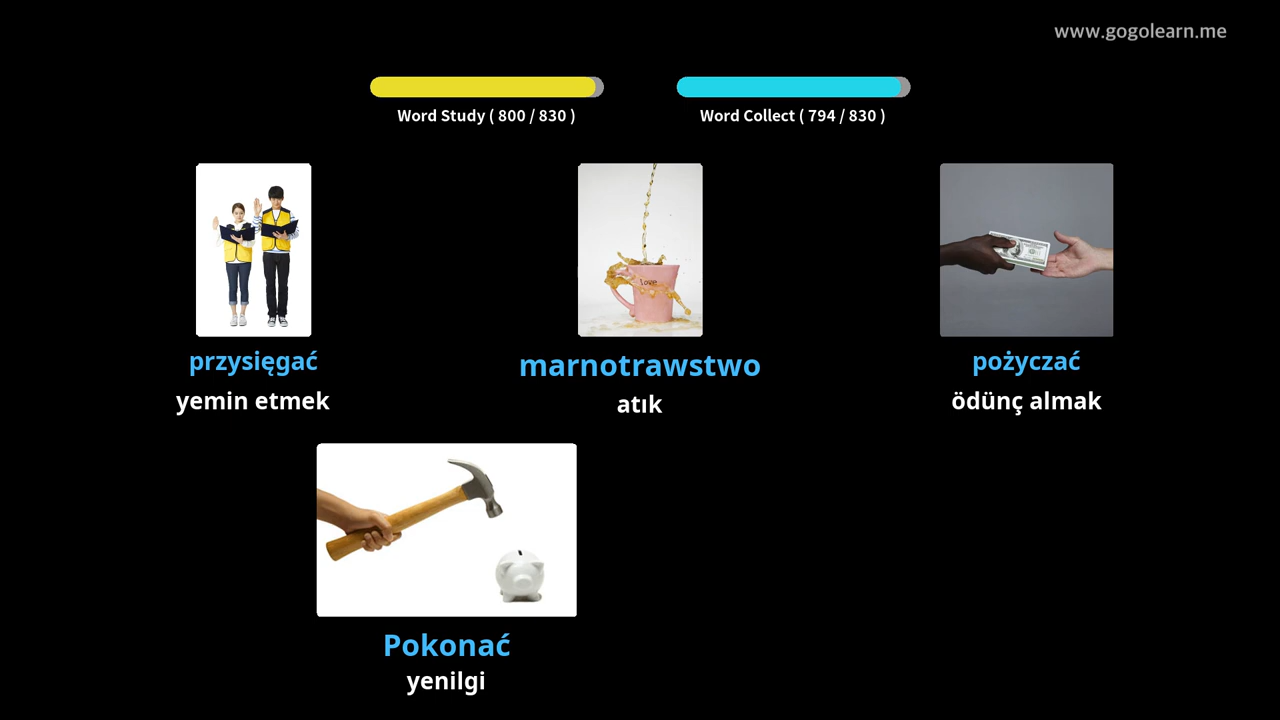 www.gogolearn.me
Word Study ( 800 / 830 )
Word Collect ( 794 / 830 )
love
przysięgać
yemin etmek
marnotrawstwo
atık
pożyczać
ödünç almak
Pokonać
yenilgi